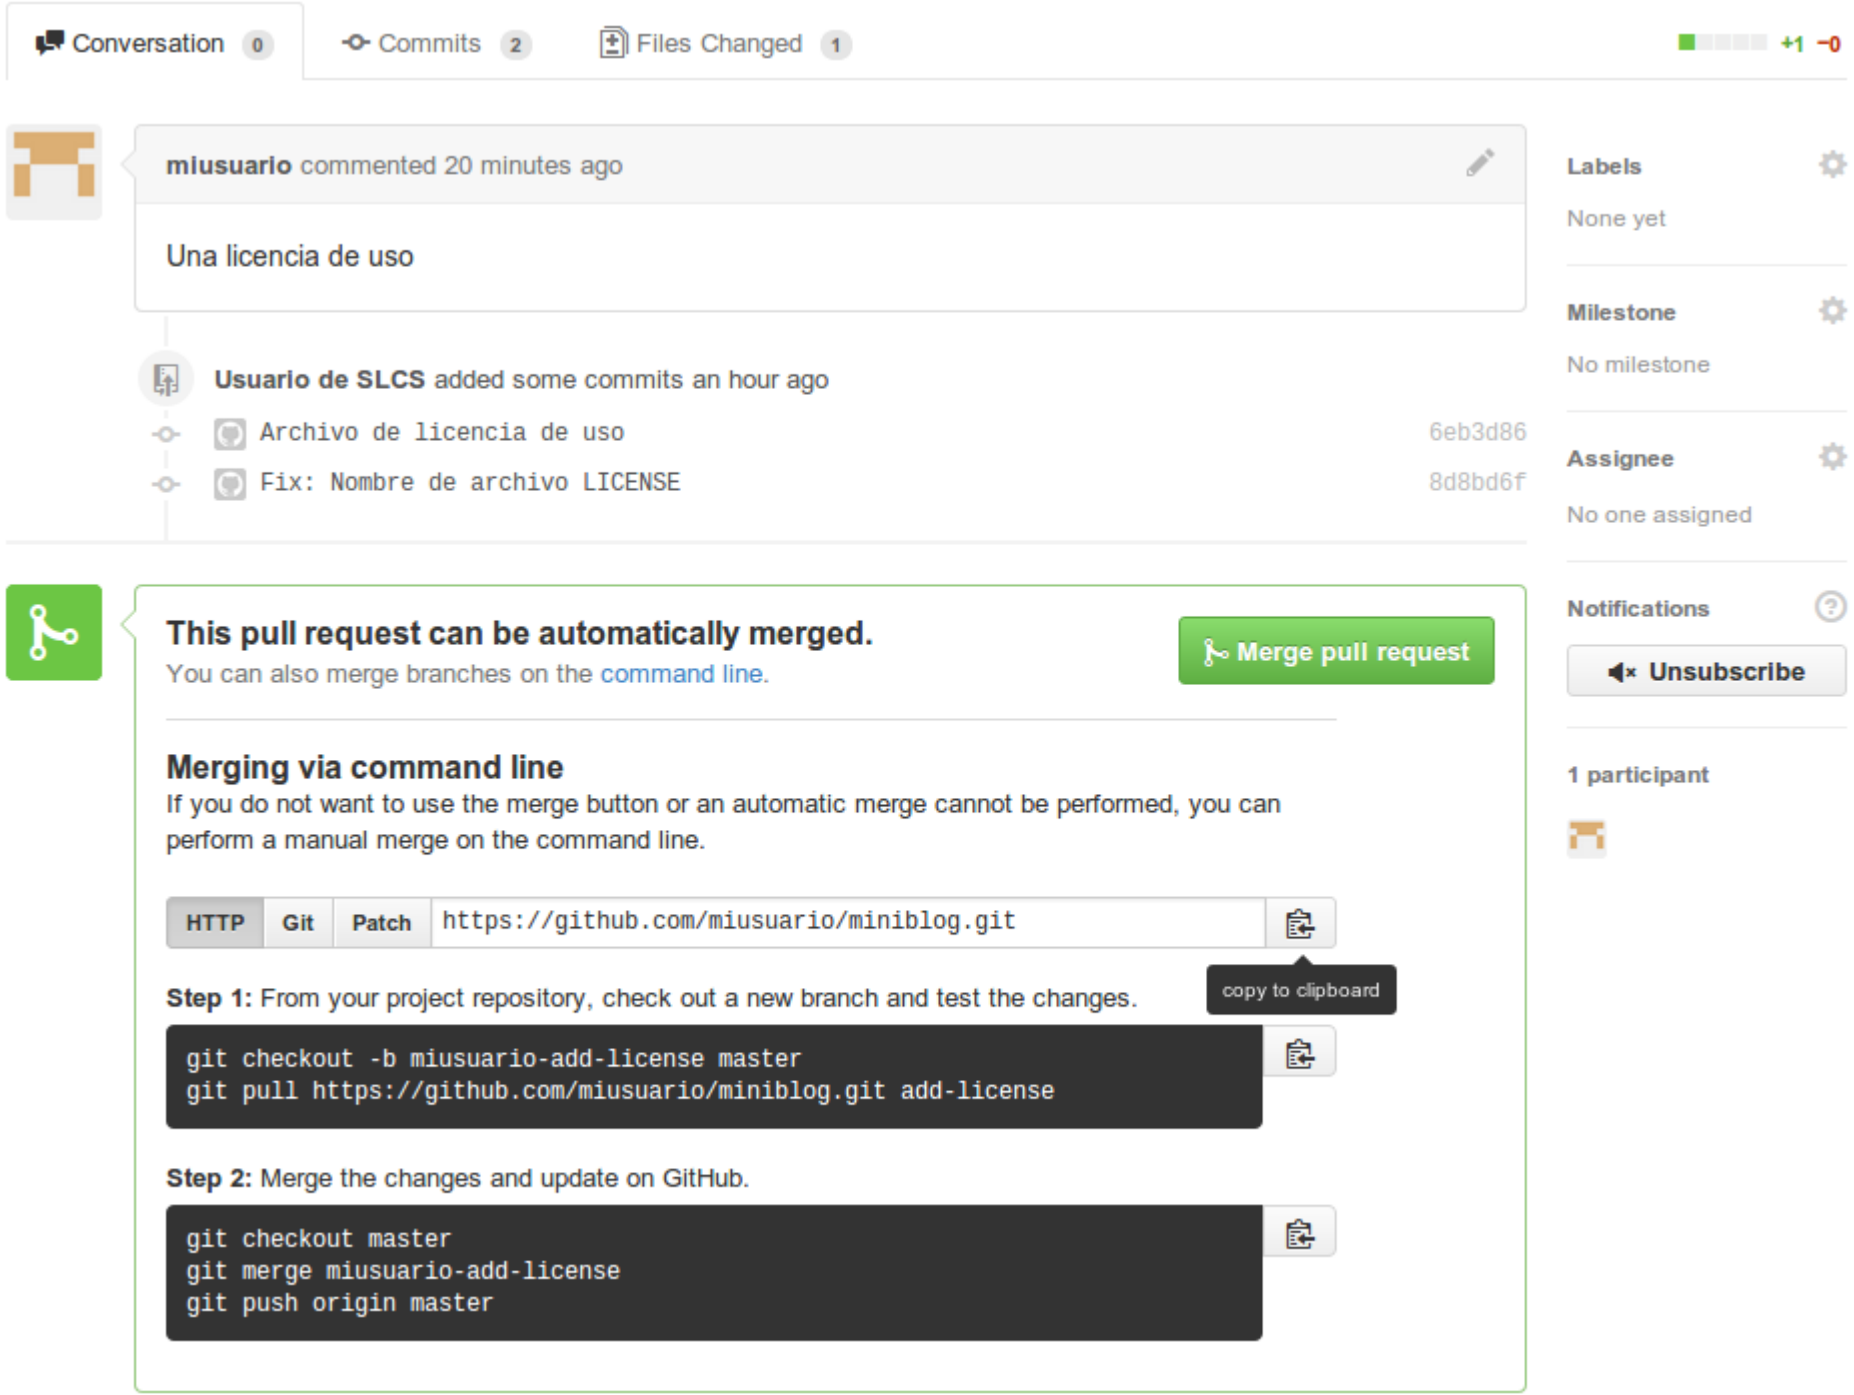 Conversation 0 Commits 2 Files Changed 1 +1 −0
miusuario commented 20 minutes ago
Una licencia de uso
Usuario de SLCS added some commits an hour ago
Archivo de licencia de uso 6eb3d86
Fix: Nombre de archivo LICENSE 8d8bd6f
This pull request can be automatically merged.
You can also merge branches on the command line.
Merge pull request
Merging via command line
If you do not want to use the merge button or an automatic merge cannot be performed, you can
perform a manual merge on the command line.
HTTP Git Patch https://github.com/miusuario/miniblog.git
copy to clipboard
Step 1: From your project repository, check out a new branch and test the changes.
git checkout -b miusuario-add-license master
git pull https://github.com/miusuario/miniblog.git add-license
Step 2: Merge the changes and update on GitHub.
git checkout master
git merge miusuario-add-license
git push origin master
Labels
None yet
Milestone
No milestone
Assignee
No one assigned
Notifications
Unsubscribe
1 participant